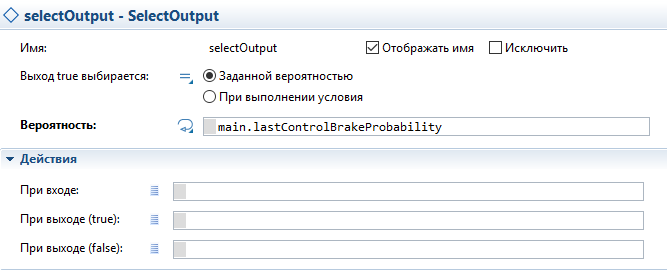 selectOutput - SelectOutput
Имя: selectOutput Отображать имя Исключить
Выход true выбирается: Заданной вероятностью
При выполнении условия
Вероятность: main.lastControlBrakeProbability
Действия
При входе:
При выходе (true):
При выходе (false):